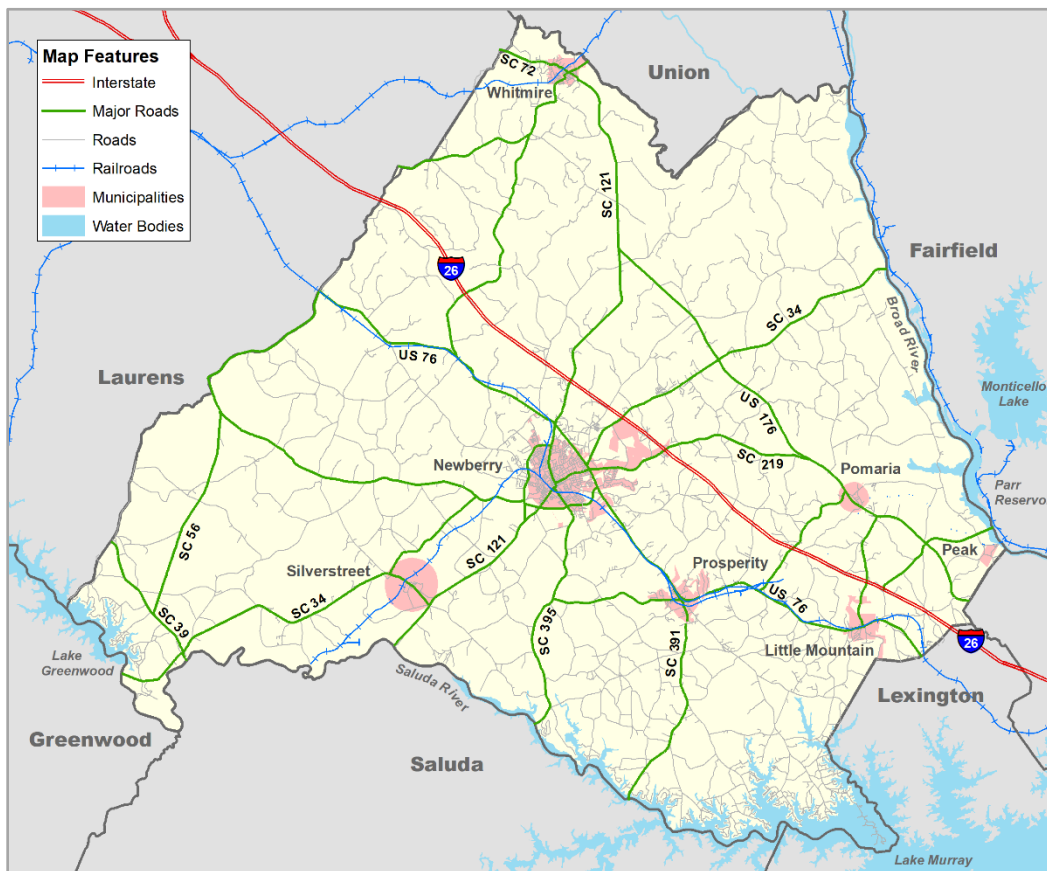 Map Features
Interstate
Major Roads
Roads
Railroads
Municipalities
Water Bodies
SC 72
Whitmire
Union
SC 121
26
Fairfield
SC 34
Broad River
US 76
Laurens
Monticello
Lake
US 176
Newberry
SC 219
Pomaria
Parr
Reservo
SC 56
SC 121
Peak
Silverstreet
Prosperity
SC 34
US 76
SC 39
SC 395
Little Mountain
26
SC 391
Lake
Greenwood
Saluda River
Lexington
Greenwood
Saluda
Lake Murray